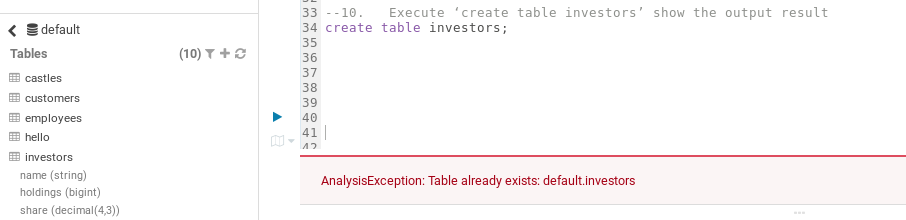 default
Tables (10)
castles
customers
employees
hello
investors
name (string)
holdings (bigint)
share (decimal(4,3))
33 --10.   Execute ‘create table investors’ show the output result
34 create table investors;
35
36
37
38
39
40
41
42
AnalysisException: Table already exists: default.investors